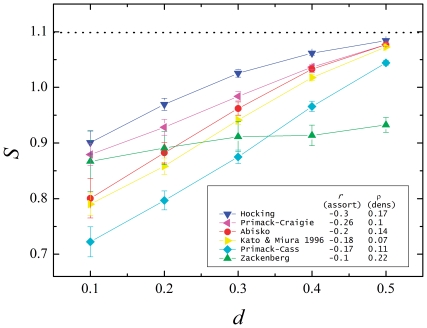 1.1
1.0
0.9
0.8
0.7
S
0.1 0.2 0.3 0.4 0.5
d
r ρ
(assort) (dens)
Hocking -0.3 0.17
Primack-Craigie -0.26 0.1
Abisko -0.2 0.14
Kato & Miura 1996 -0.18 0.07
Primack-Cass -0.17 0.11
Zackenberg -0.1 0.22